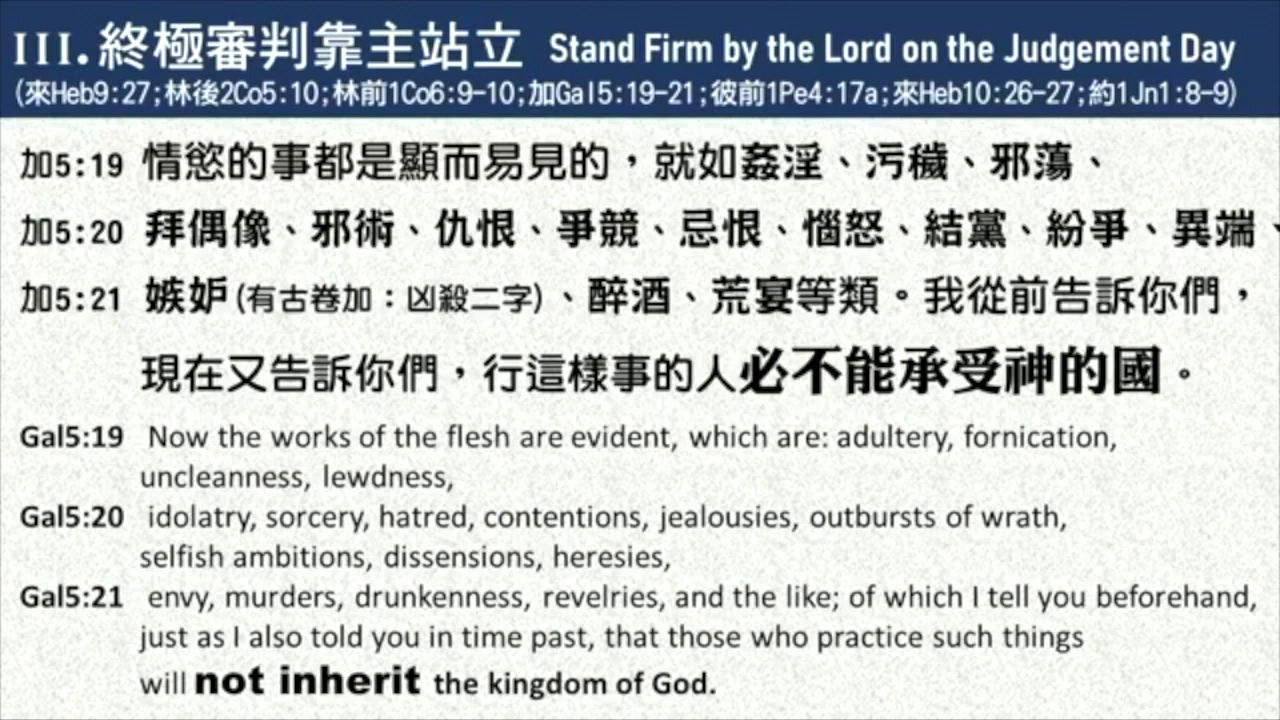 III.終極審判靠主站立 Stand Firm by the Lord on the Judgement Day
(來Heb9:27;林後2Co5:10;林前1Co6:9-10;加Gal5:19-21;彼前1Pe4:17a;來Heb10:26-27;約1Jn1:8-9)
加5:19 情慾的事都是顯而易見的，就如姦淫、污穢、邪蕩、
加5:20 拜偶像、邪術、仇恨、爭競、忌恨、惱怒、結黨、紛爭、異端、
加5:21 嫉妒(有古卷加：凶殺二字)、醉酒、荒宴等類。我從前告訴你們，
現在又告訴你們，行這樣事的人必不能承受神的國。
Gal5:19 Now the works of the flesh are evident, which are: adultery, fornication,
uncleanness, lewdness,
Gal5:20 idolatry, sorcery, hatred, contentions, jealousies, outbursts of wrath,
selfish ambitions, dissensions, heresies,
Gal5:21 envy, murders, drunkenness, revelries, and the like; of which I tell you beforehand,
just as I also told you in time past, that those who practice such things
will not inherit the kingdom of God.